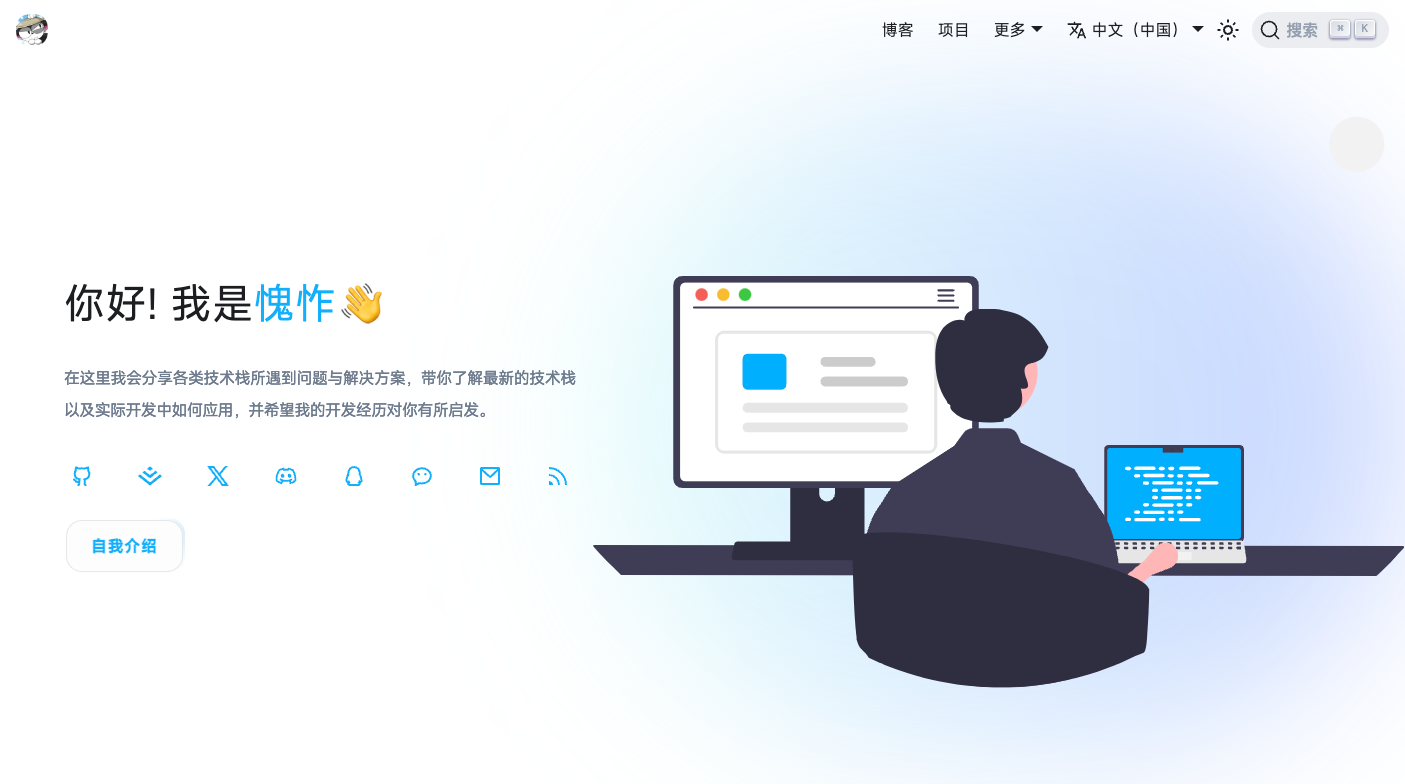 博客 项目 更多 中文（中国） 搜索 ⌘ K
你好! 我是愧怍👋
在这里我会分享各类技术栈所遇到问题与解决方案，带你了解最新的技术栈
以及实际开发中如何应用，并希望我的开发经历对你有所启发。
自我介绍